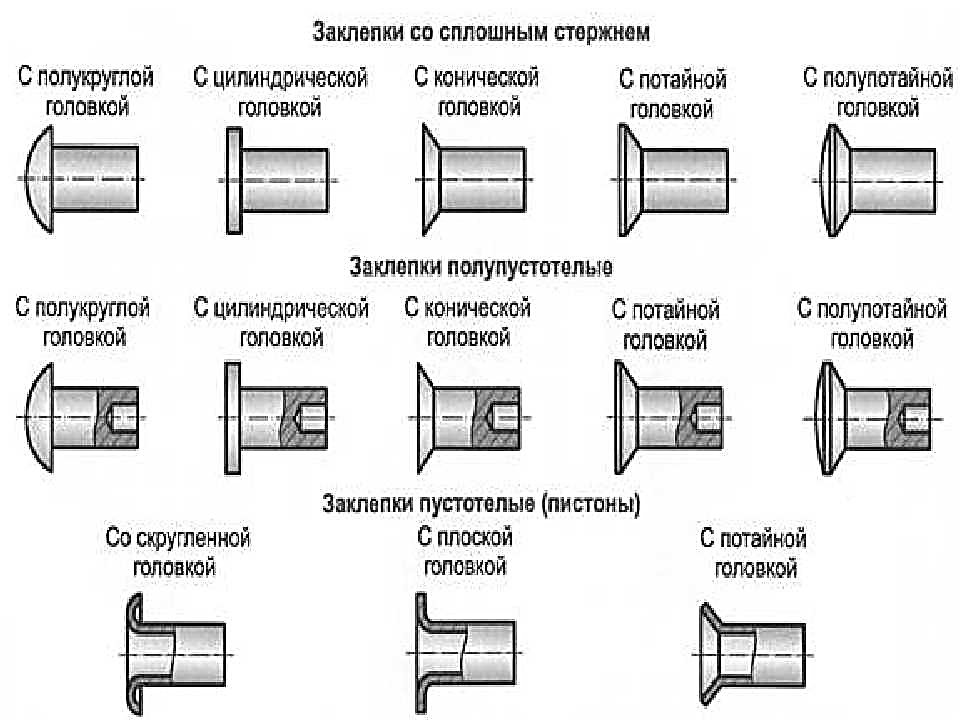 Заклепки со сплошным стержнем
С полукруглой
головкой
С цилиндрической
головкой
С конической
головкой
С потайной
головкой
С полупотайной
головкой
Заклепки полупустотелые
С полукруглой
головкой
С цилиндрической
головкой
С конической
головкой
С потайной
головкой
С полупотайной
головкой
Заклепки пустотелые (пистоны)
Со скругленной
головкой
С плоской
головкой
С потайной
головкой